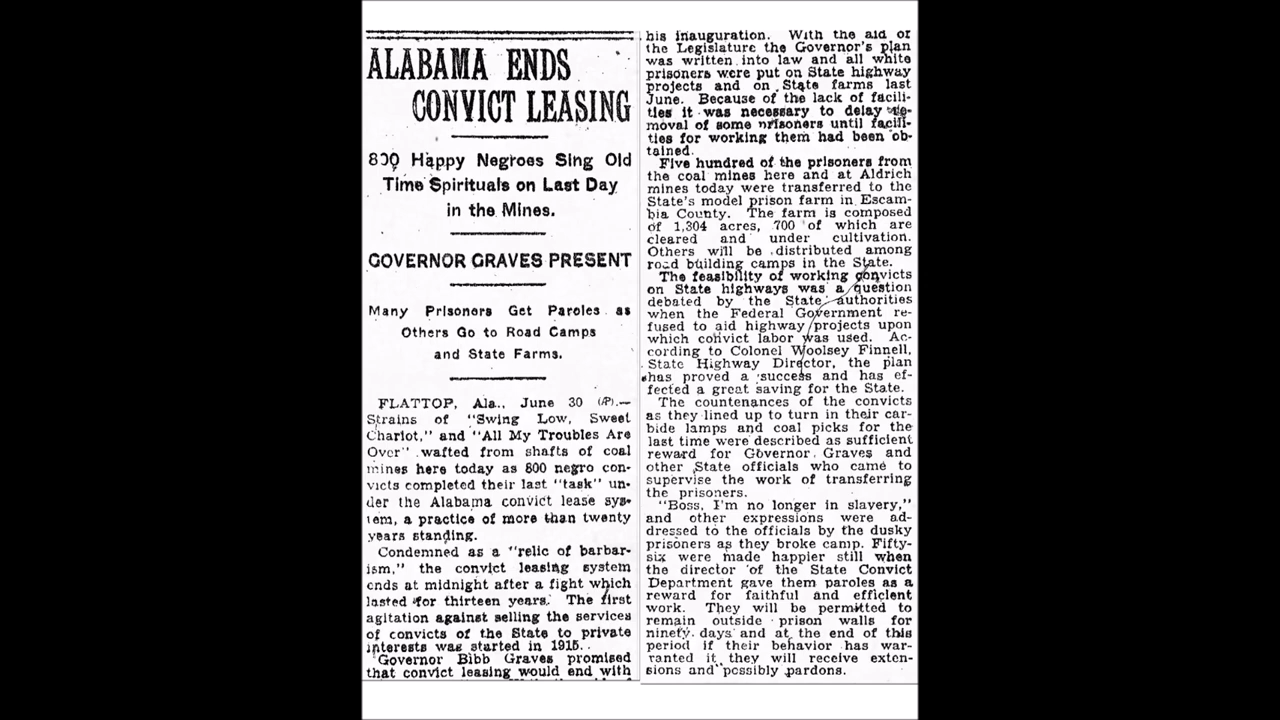 ALABAMA ENDS
CONVICT LEASING
800 Happy Negroes Sing Old
Time Spirituals on Last Day
in the Mines.
GOVERNOR GRAVES PRESENT
Many Prisoners Get Paroles as
Others Go to Road Camps
and State Farms.
FLATTOP, Ala., June 30 (AP).—
Strains of "Swing Low, Sweet
Chariot," and "All My Troubles Are
Over" wafted from shafts of coal
mines here today as 800 negro con-
victs completed their last "task" un-
der the Alabama convict lease sys-
tem, a practice of more than twenty
years standing.
Condemned as a "relic of barbar-
ism," the convict leasing system
ends at midnight after a fight which
lasted for thirteen years. The first
agitation against selling the services
of convicts of the State to private
interests was started in 1915.
Governor Bibb Graves promised
that convict leasing would end with
his inauguration. With the aid of
the Legislature the Governor's plan
was written into law and all white
prisoners were put on State highway
projects and on State farms last
June. Because of the lack of facili-
ties it was necessary to delay re-
moval of some prisoners until facili-
ties for working them had been ob-
tained.
Five hundred of the prisoners from
the coal mines here and at Aldrich
mines today were transferred to the
State's model prison farm in Escam-
bia County. The farm is composed
of 1,304 acres, 700 of which are
cleared and under cultivation.
Others will be distributed among
road building camps in the State.
The feasibility of working convicts
on State highways was a question
debated by the State authorities
when the Federal Government re-
fused to aid highway projects upon
which convict labor was used. Ac-
cording to Colonel Woolsey Finnell,
State Highway Director, the plan
has proved a success and has ef-
fected a great saving for the State.
The countenances of the convicts
as they lined up to turn in their car-
bide lamps and coal picks for the
last time were described as sufficient
reward for Governor Graves and
other State officials who came to
supervise the work of transferring
the prisoners.
"Boss, I'm no longer in slavery,"
and other expressions were ad-
dressed to the officials by the dusky
prisoners as they broke camp. Fifty-
six were made happier still when
the director of the State Convict
Department gave them paroles as a
reward for faithful and efficient
work. They will be permitted to
remain outside prison walls for
ninety days and at the end of this
period if their behavior has war-
ranted it they will receive exten-
sions and possibly pardons.